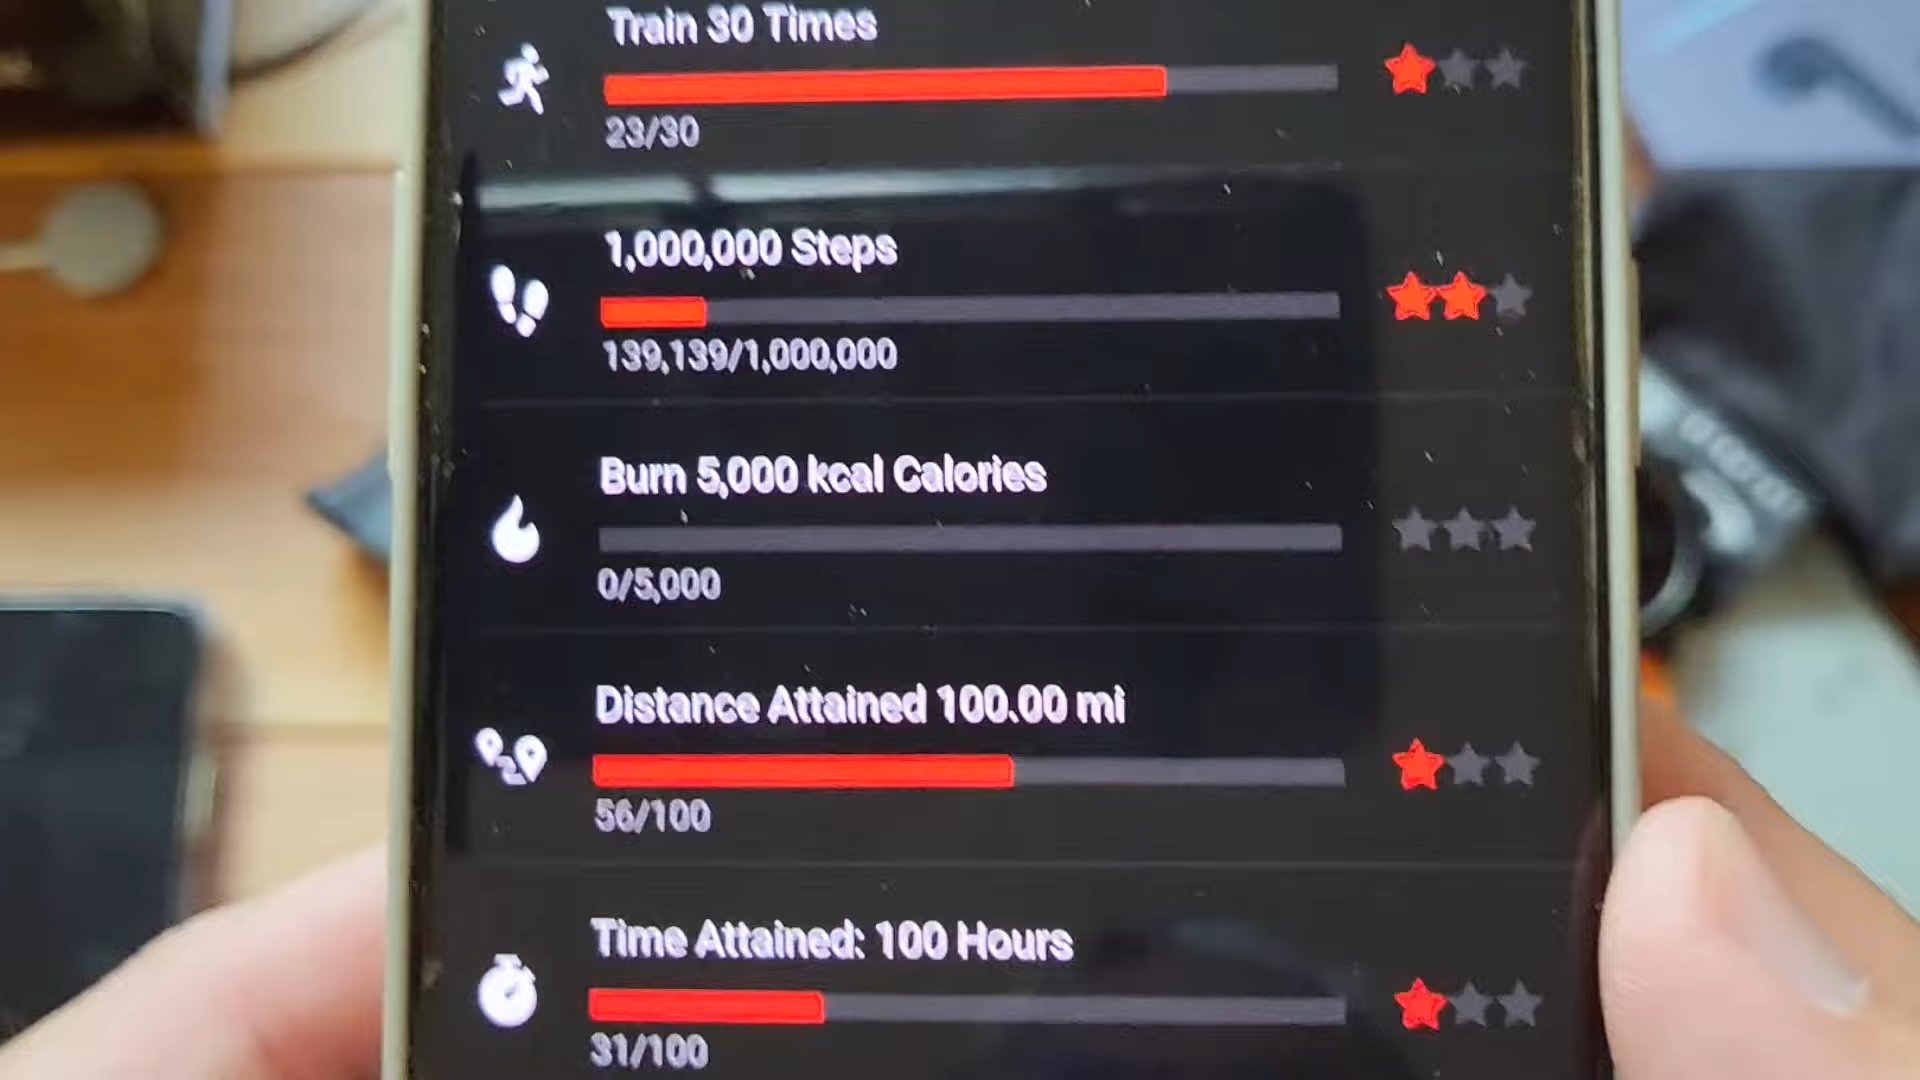 Train 30 Times
23/30
1,000,000 Steps
139,139/1,000,000
Burn 5,000 kcal Calories
0/5,000
Distance Attained 100.00 mi
56/100
Time Attained: 100 Hours
31/100